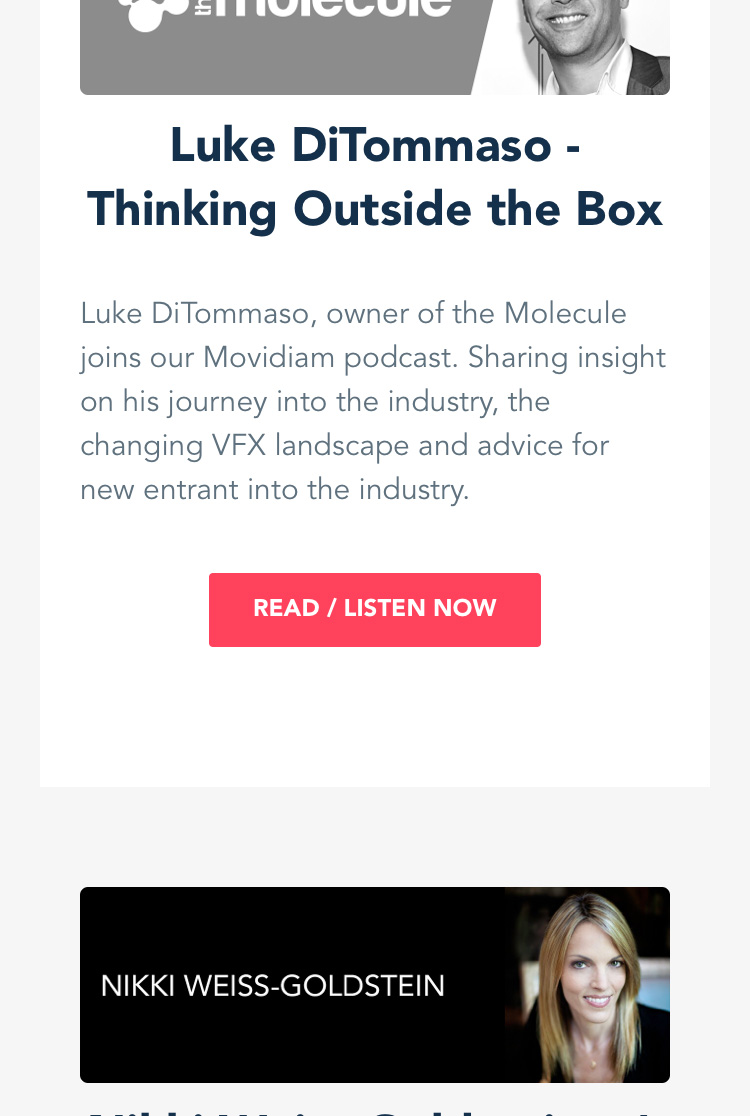 the molecule
Luke DiTommaso -
Thinking Outside the Box
Luke DiTommaso, owner of the Molecule
joins our Movidiam podcast. Sharing insight
on his journey into the industry, the
changing VFX landscape and advice for
new entrant into the industry.
READ / LISTEN NOW
NIKKI WEISS-GOLDSTEIN